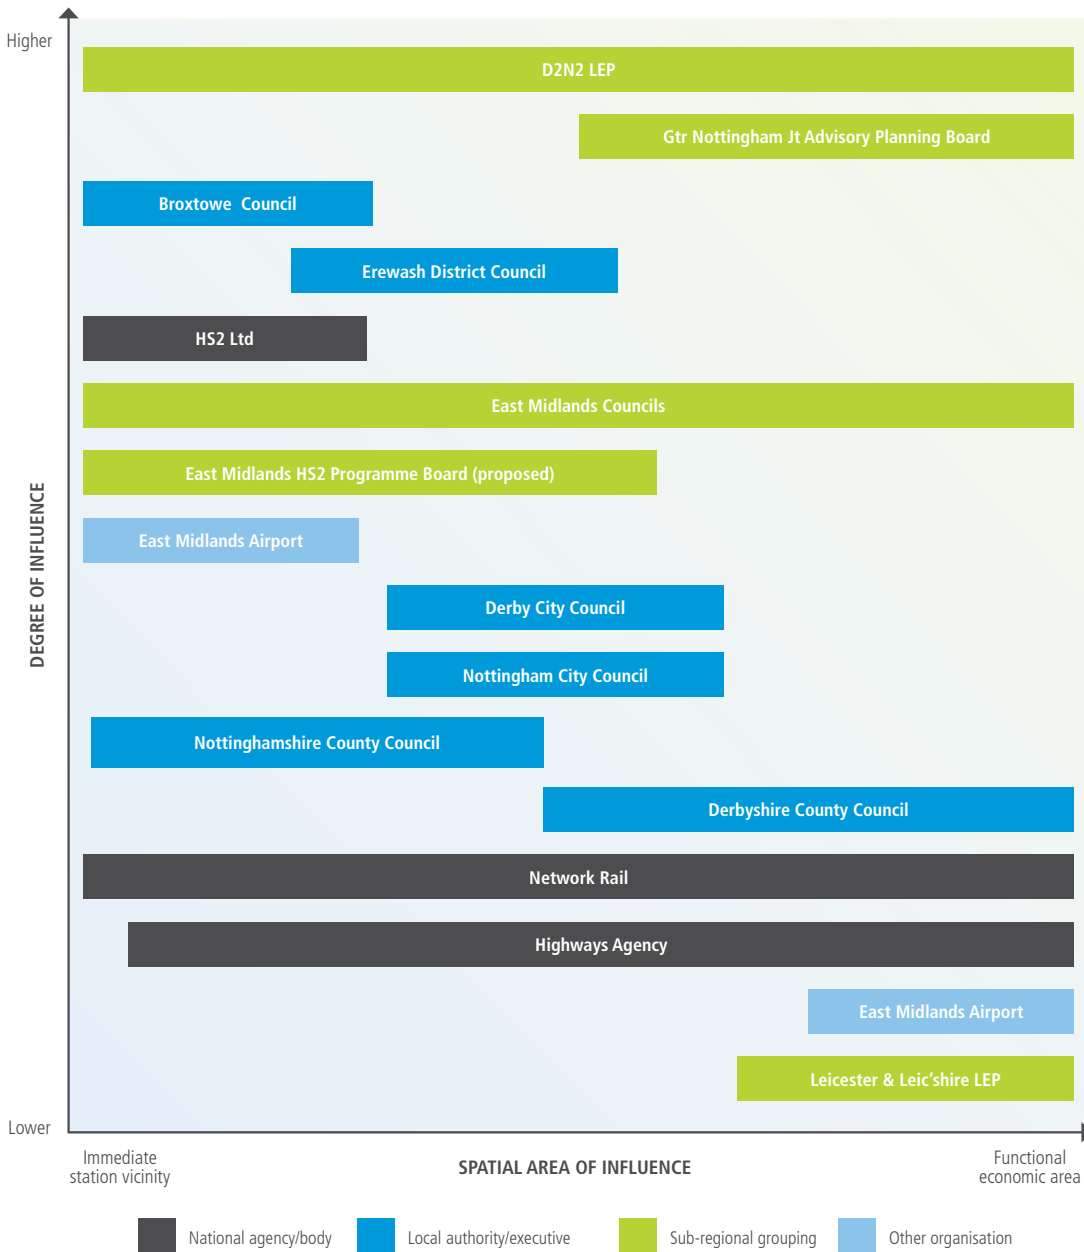 Higher
D2N2 LEP
Gtr Nottingham Jt Advisory Planning Board
Broxtowe Council
Erewash District Council
HS2 Ltd
East Midlands Councils
East Midlands HS2 Programme Board (proposed)
East Midlands Airport
Derby City Council
Nottingham City Council
Nottinghamshire County Council
Derbyshire County Council
Network Rail
Highways Agency
East Midlands Airport
Leicester & Leic’shire LEP
DEGREE OF INFLUENCE
Lower
Immediate
station vicinity
SPATIAL AREA OF INFLUENCE
Functional
economic area
National agency/body
Local authority/executive
Sub-regional grouping
Other organisation